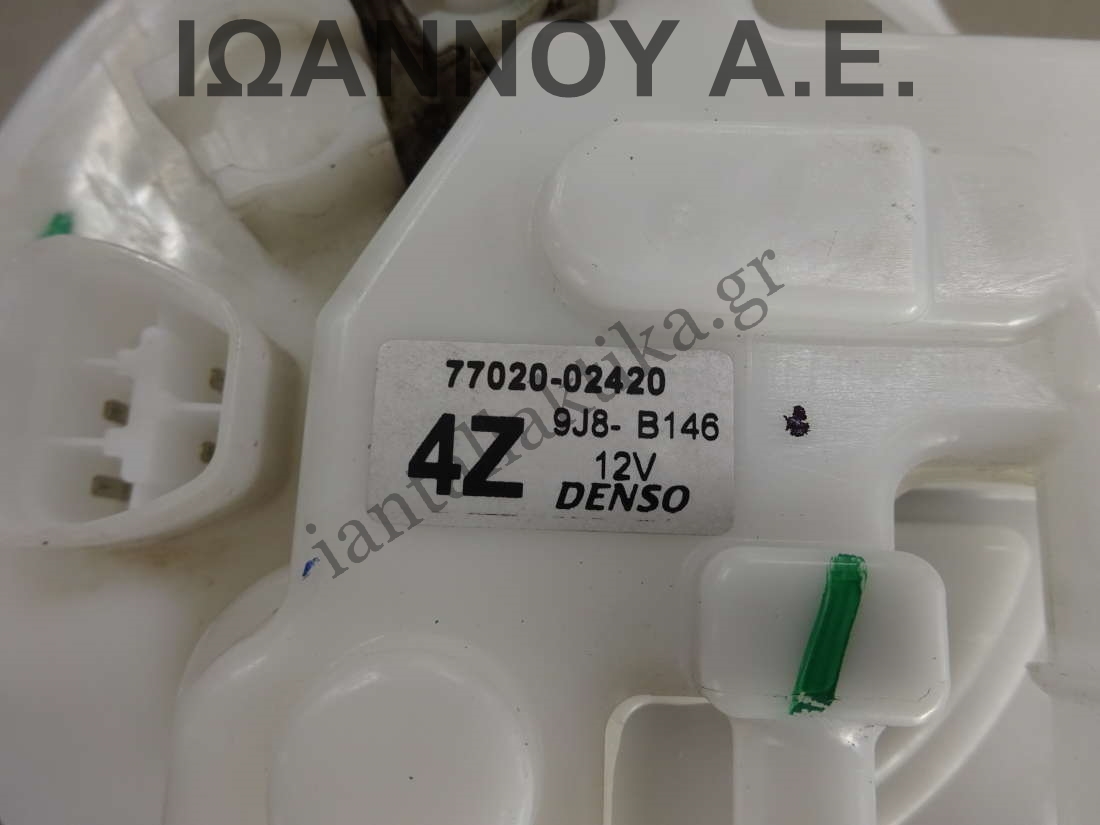 ΙΩΑΝΝΟΥ Α.Ε.
iantallaktika.gr
77020-02420
4Z
9J8- B146
12V
DENSO